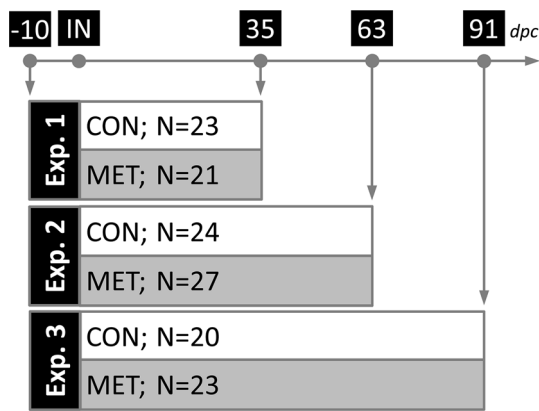 -10 IN 35 63 91 dpc
Exp. 1
CON; N=23
MET; N=21
Exp. 2
CON; N=24
MET; N=27
Exp. 3
CON; N=20
MET; N=23